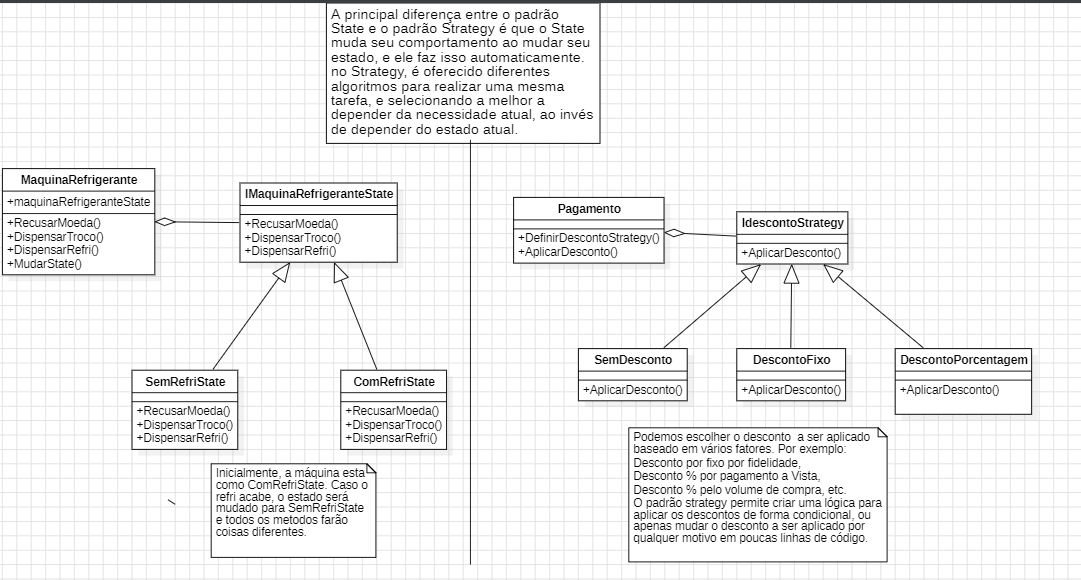 A principal diferença entre o padrão
State e o padrão Strategy é que o State
muda seu comportamento ao mudar seu
estado, e ele faz isso automaticamente.
no Strategy, é oferecido diferentes
algoritmos para realizar uma mesma
tarefa, e selecionando a melhor a
depender da necessidade atual, ao invés
de depender do estado atual.
MaquinaRefrigerante
+maquinaRefrigeranteState
+RecusarMoeda()
+DispensarTroco()
+DispensarRefri()
+MudarState()
IMaquinaRefrigeranteState
+RecusarMoeda()
+DispensarTroco()
+DispensarRefri()
SemRefriState
+RecusarMoeda()
+DispensarTroco()
+DispensarRefri()
ComRefriState
+RecusarMoeda()
+DispensarTroco()
+DispensarRefri()
Inicialmente, a máquina esta
como ComRefriState. Caso o
refri acabe, o estado será
mudado para SemRefriState
e todos os metodos farão
coisas diferentes.
Pagamento
+DefinirDescontoStrategy()
+AplicarDesconto()
IdescontoStrategy
+AplicarDesconto()
SemDesconto
+AplicarDesconto()
DescontoFixo
+AplicarDesconto()
DescontoPorcentagem
+AplicarDesconto()
Podemos escolher o desconto a ser aplicado
baseado em vários fatores. Por exemplo:
Desconto por fixo por fidelidade,
Desconto % por pagamento a Vista,
Desconto % pelo volume de compra, etc.
O padrão strategy permite criar uma lógica para
aplicar os descontos de forma condicional, ou
apenas mudar o desconto a ser aplicado por
qualquer motivo em poucas linhas de código.